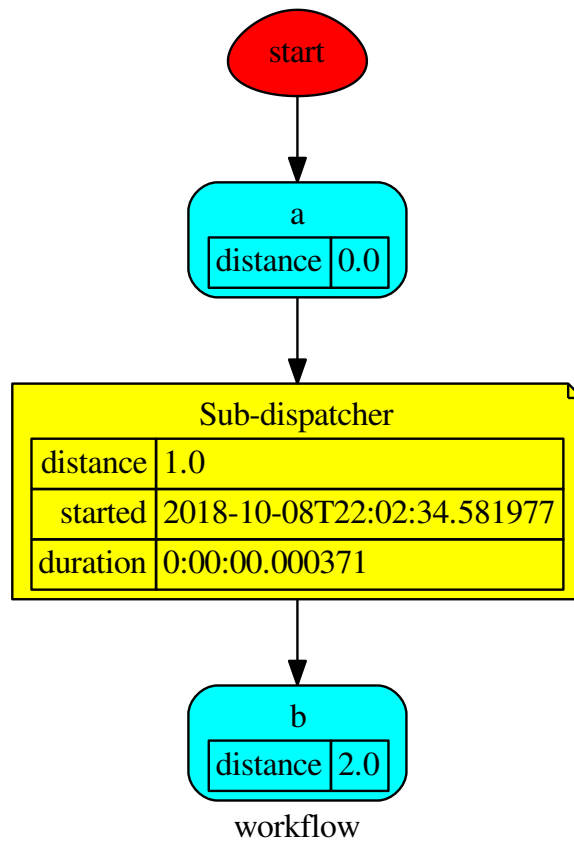 start
a
distance 0.0
Sub-dispatcher
distance 1.0
started 2018-10-08T22:02:34.581977
duration 0:00:00.000371
b
distance 2.0
workflow